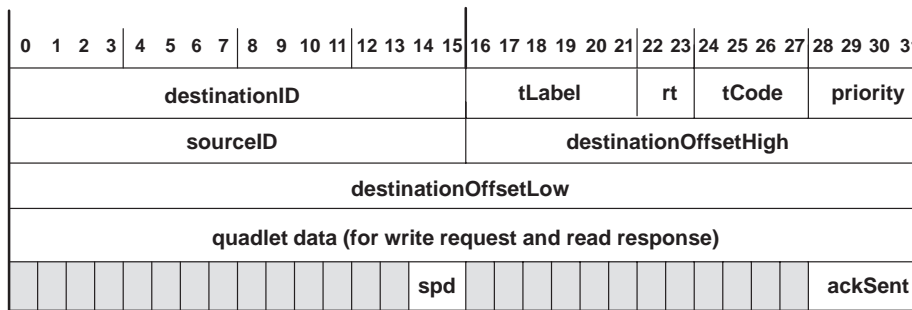 0 1 2 3 4 5 6 7 8 9 10 11 12 13 14 15 16 17 18 19 20 21 22 23 24 25 26 27 28 29 30 31
destinationID tLabel rt tCode priority
sourceID destinationOffsetHigh
destinationOffsetLow
quadlet data (for write request and read response)
spd ackSent